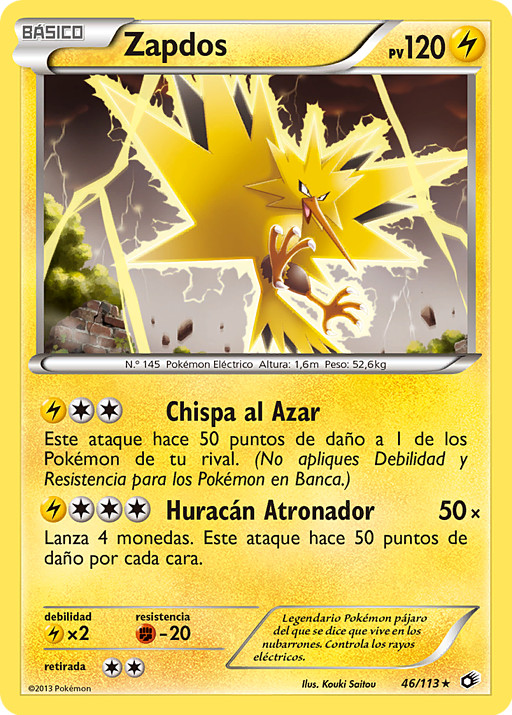 BÁSICO
Zapdos
PV120
N.º 145 Pokémon Eléctrico Altura: 1,6m Peso: 52,6kg
Chispa al Azar
Este ataque hace 50 puntos de daño a 1 de los
Pokémon de tu rival. (No apliques Debilidad y
Resistencia para los Pokémon en Banca.)
Huracán Atronador 50×
Lanza 4 monedas. Este ataque hace 50 puntos de
daño por cada cara.
debilidad resistencia
×2 -20
retirada
Legendario Pokémon pájaro
del que se dice que vive en los
nubarrones. Controla los rayos
eléctricos.
©2013 Pokémon Ilus. Kouki Saitou 46/113 ★